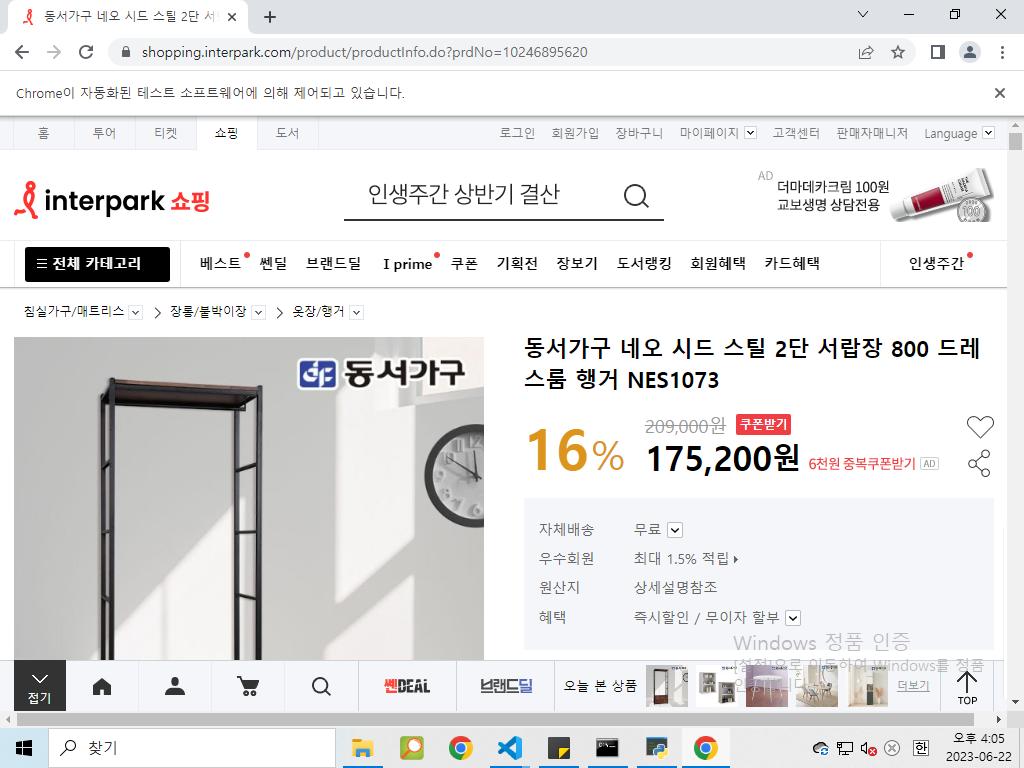 동서가구 네오 시드 스틸 2단 서
shopping.interpark.com/product/productInfo.do?prdNo=10246895620
Chrome이 자동화된 테스트 소프트웨어에 의해 제어되고 있습니다.
홈 투어 티켓 쇼핑 도서 로그인 회원가입 장바구니 마이페이지 고객센터 판매자매니저 Language
interpark 쇼핑
인생주간 상반기 결산
AD
더마데카크림 100원
교보생명 상담전용
전체 카테고리 베스트 쎈딜 브랜드딜 I prime 쿠폰 기획전 장보기 도서랭킹 회원혜택 카드혜택 인생주간
침실가구/매트리스 장롱/붙박이장 옷장/행거
동서가구
동서가구 네오 시드 스틸 2단 서랍장 800 드레
스룸 행거 NES1073
16%
209,000원 쿠폰받기
175,200원 6천원 중복쿠폰받기 AD
자체배송 무료
우수회원 최대 1.5% 적립
원산지 상세설명참조
혜택 즉시할인 / 무이자 할부
Windows 정품 인증
[설정]으로 이동하여 Windows를 정품
접기
쎈DEAL
브랜드딜
오늘 본 상품
더보기
TOP
찾기
한
오후 4:05
2023-06-22